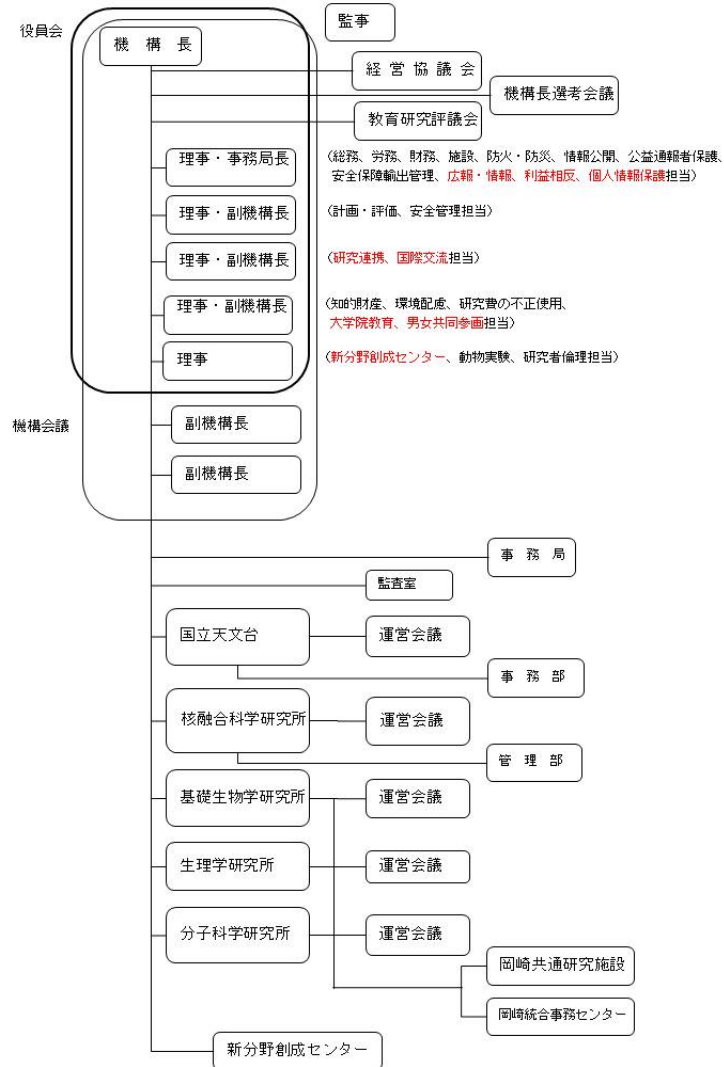 役員会
監事
機構長
経営協議会
機構長選考会議
教育研究評議会
理事・事務局長
(総務、労務、財務、施設、防火・防災、情報公開、公益通報者保護、
安全保障輸出管理、広報・情報、利益相反、個人情報保護担当)
理事・副機構長
(計画・評価、安全管理担当)
理事・副機構長
(研究連携、国際交流担当)
理事・副機構長
(知的財産、環境配慮、研究費の不正使用、
大学院教育、男女共同参画担当)
理事
(新分野創成センター、動物実験、研究者倫理担当)
機構会議
副機構長
副機構長
事務局
監査室
国立天文台
運営会議
事務部
核融合科学研究所
運営会議
管理部
基礎生物学研究所
運営会議
生理学研究所
運営会議
分子科学研究所
運営会議
岡崎共通研究施設
岡崎統合事務センター
新分野創成センター